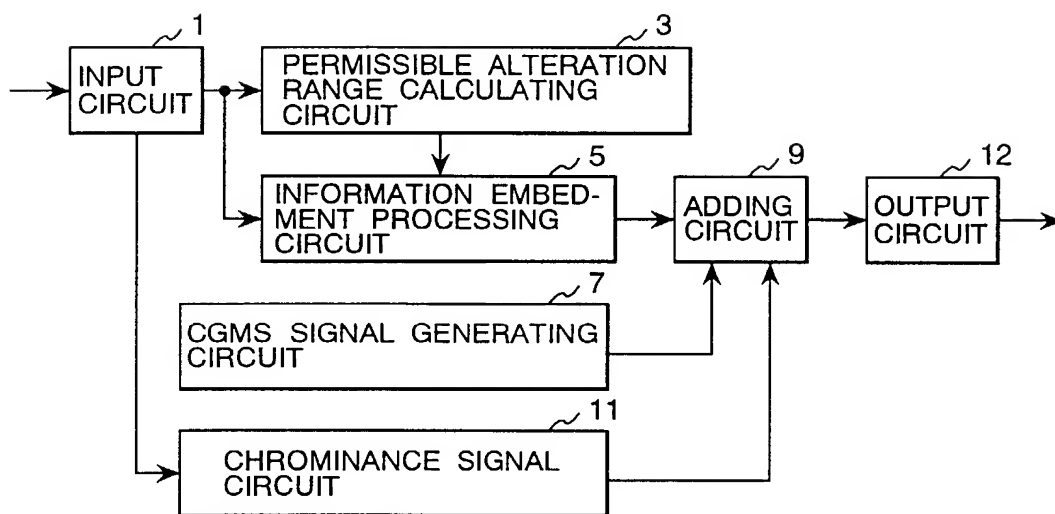 1
INPUT
CIRCUIT
3
PERMISSIBLE ALTERATION
RANGE CALCULATING
CIRCUIT
5
INFORMATION EMBED-
MENT PROCESSING
CIRCUIT
9
ADDING
CIRCUIT
12
OUTPUT
CIRCUIT
7
CGMS SIGNAL GENERATING
CIRCUIT
11
CHROMINANCE SIGNAL
CIRCUIT